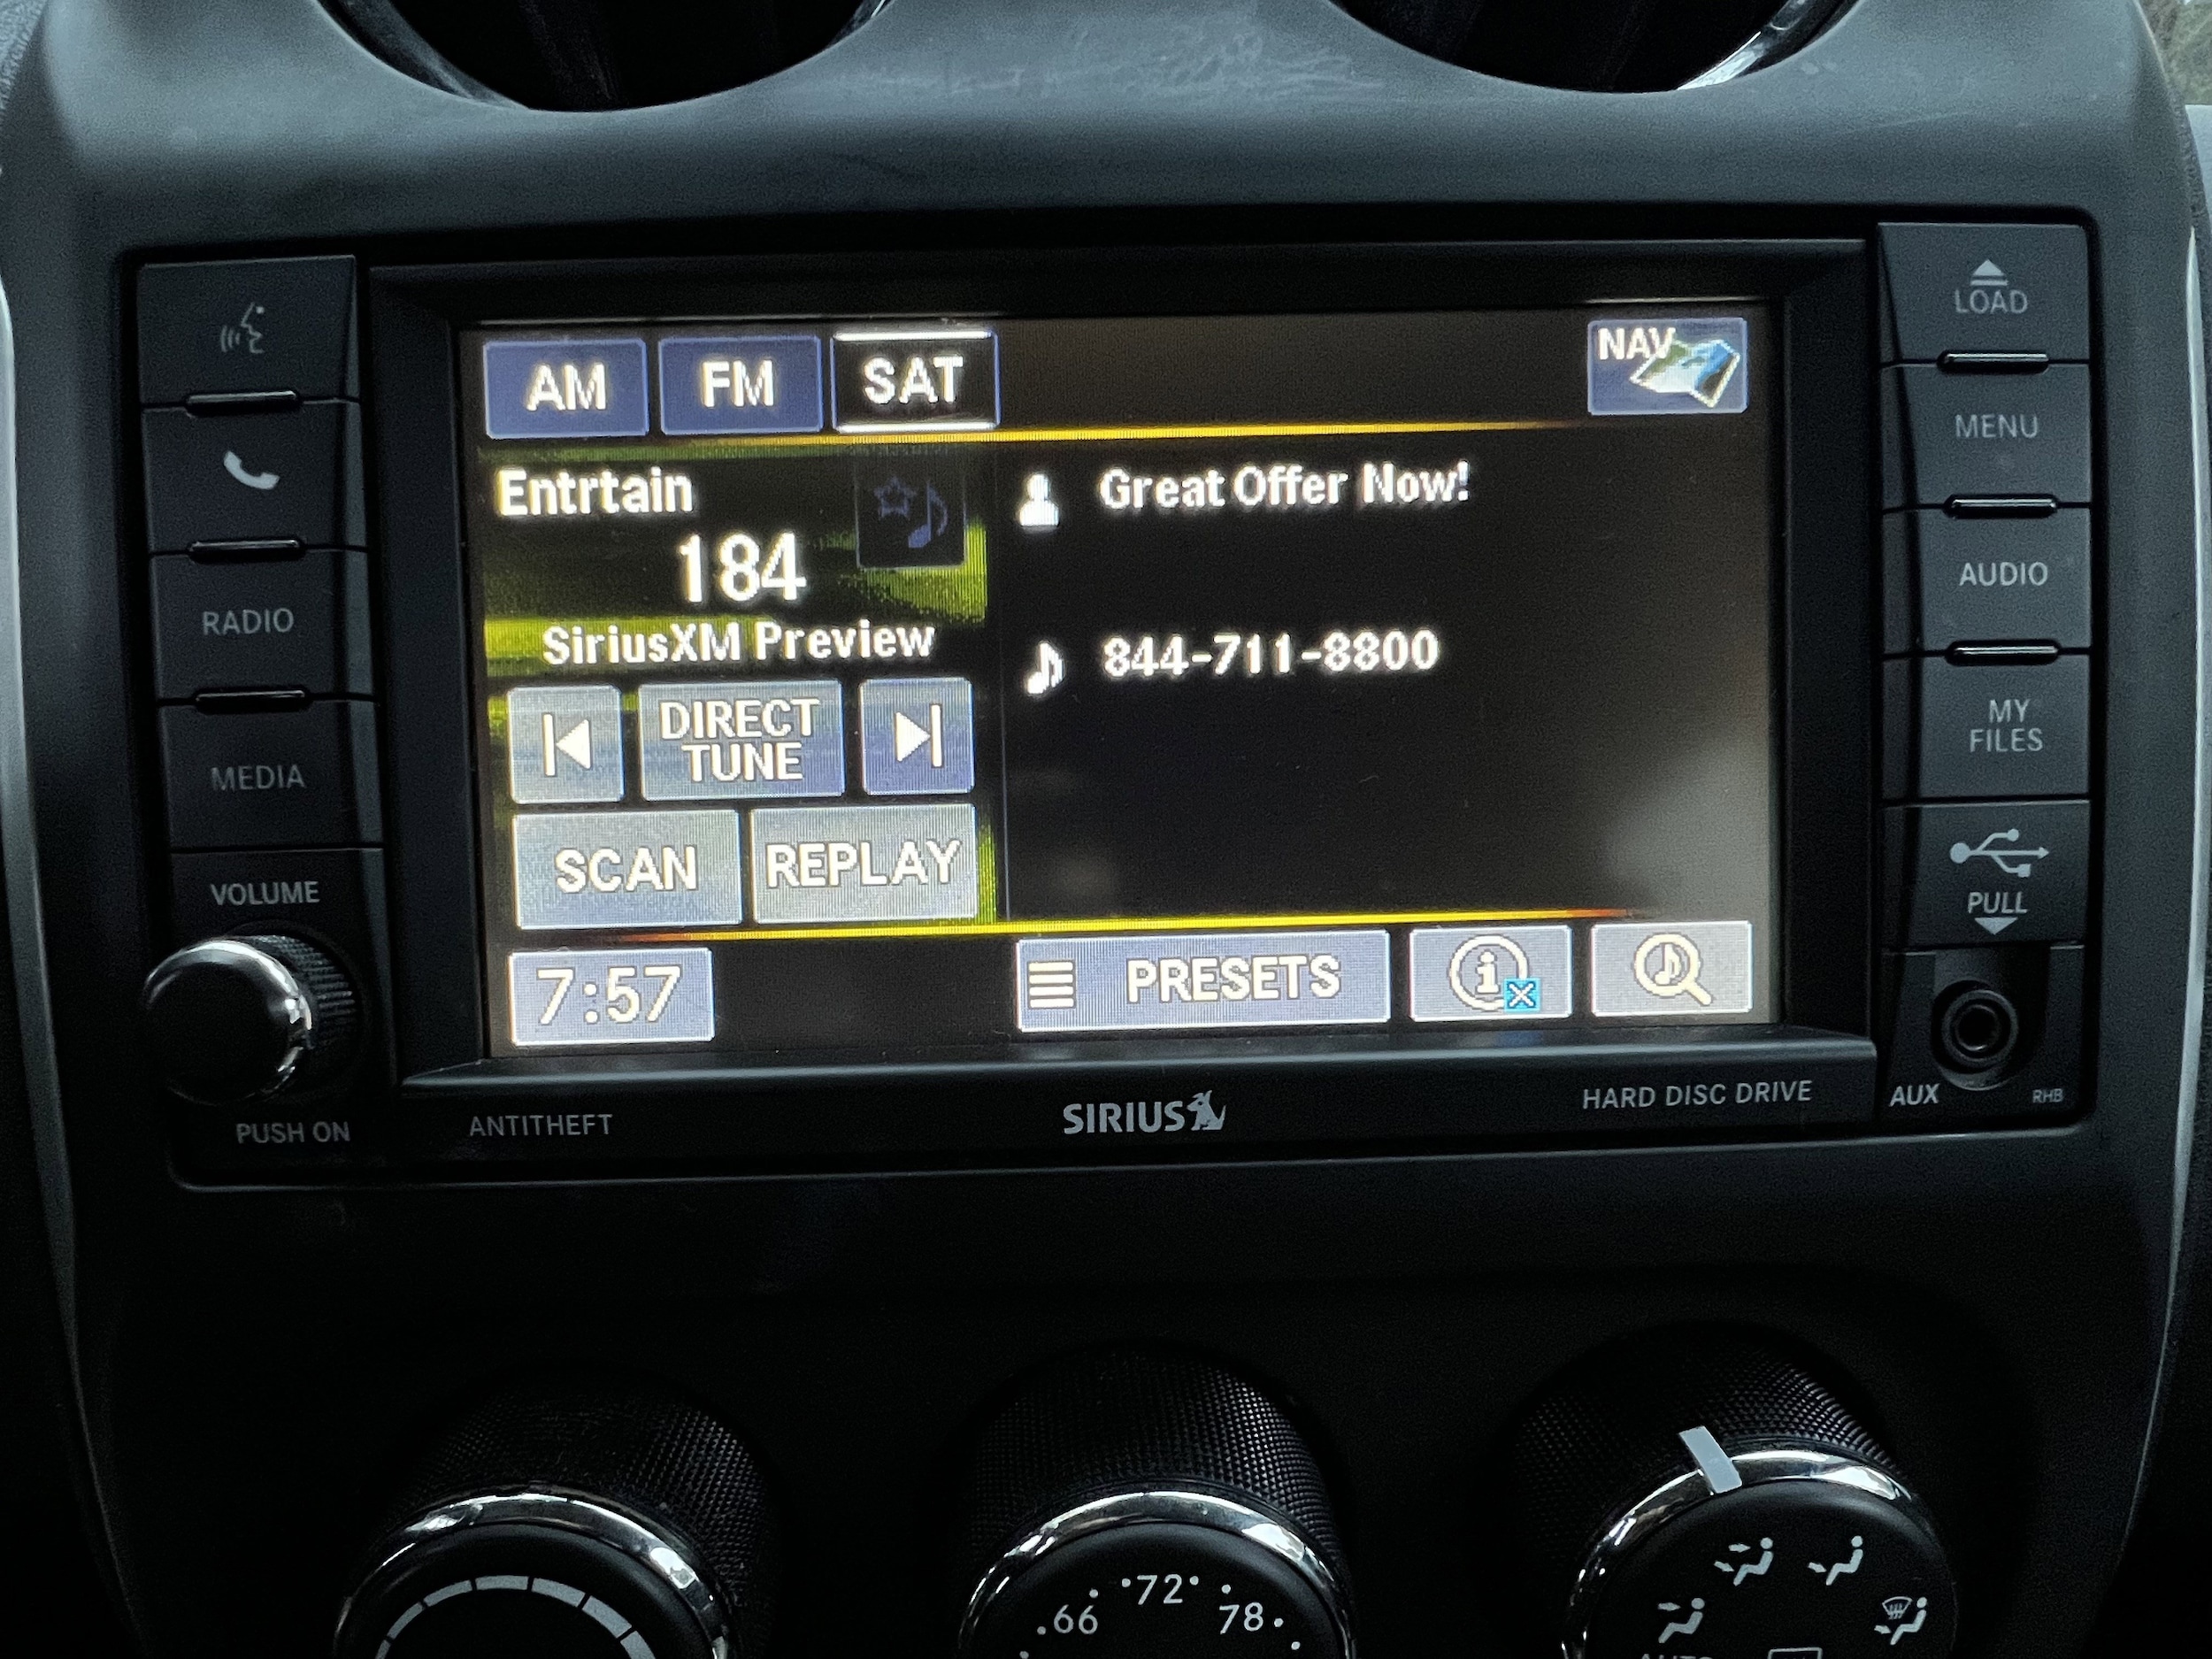 LOAD
NAV
AM FM SAT
MENU
Entrtain
Great Offer Now!
184
AUDIO
RADIO
SiriusXM Preview
844-711-8800
DIRECT
TUNE
MY
FILES
MEDIA
SCAN
REPLAY
VOLUME
PULL
7:57
PRESETS
PUSH ON
ANTITHEFT
SIRIUS
HARD DISC DRIVE
AUX
RHB
66 72 78